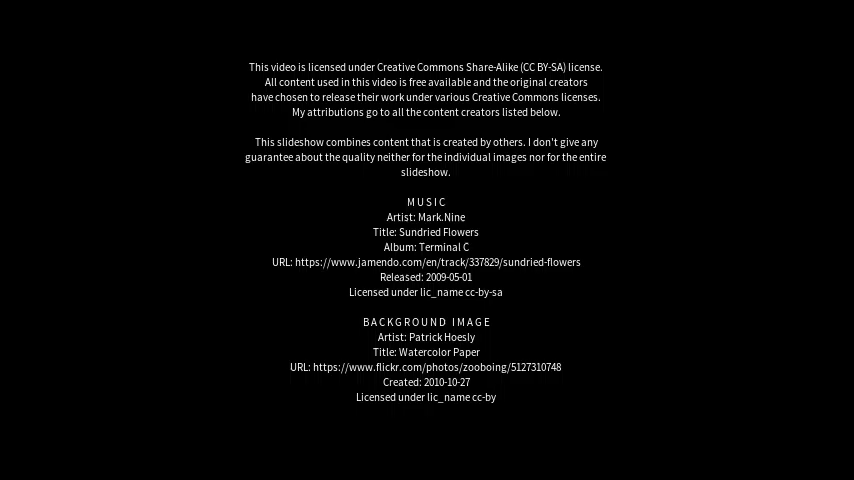 This video is licensed under Creative Commons Share-Alike (CC BY-SA) license.
All content used in this video is free available and the original creators
have chosen to release their work under various Creative Commons licenses.
My attributions go to all the content creators listed below.
This slideshow combines content that is created by others. I don't give any
guarantee about the quality neither for the individual images nor for the entire
slideshow.
MUSIC
Artist: Mark.Nine
Title: Sundried Flowers
Album: Terminal C
URL: https://www.jamendo.com/en/track/337829/sundried-flowers
Released: 2009-05-01
Licensed under lic_name cc-by-sa
BACKGROUND IMAGE
Artist: Patrick Hoesly
Title: Watercolor Paper
URL: https://www.flickr.com/photos/zooboing/5127310748
Created: 2010-10-27
Licensed under lic_name cc-by